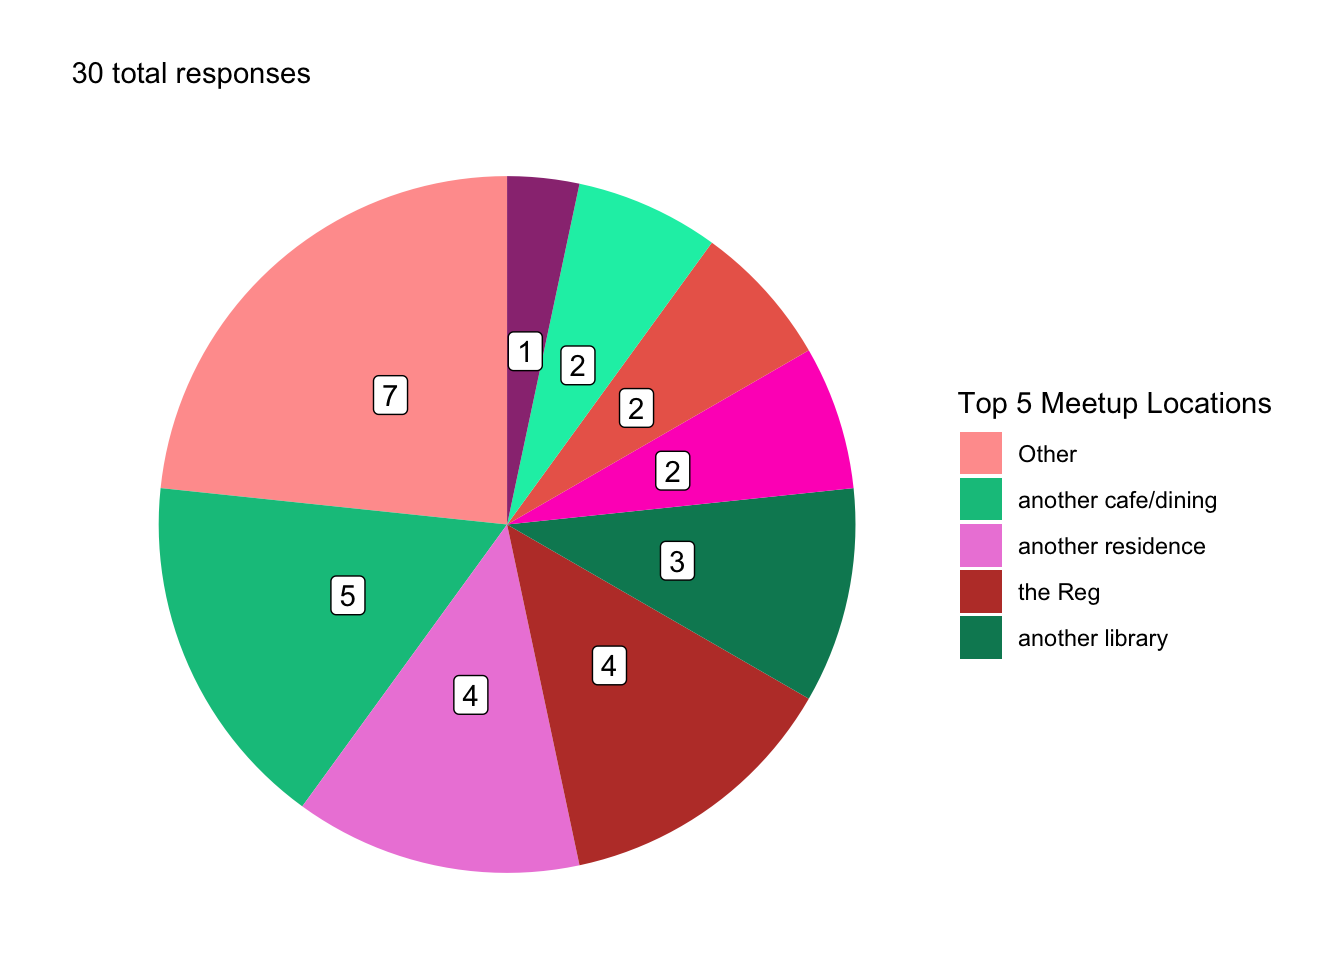 30 total responses
1
2
2
2
3
4
4
5
7
Top 5 Meetup Locations
Other
another cafe/dining
another residence
the Reg
another library